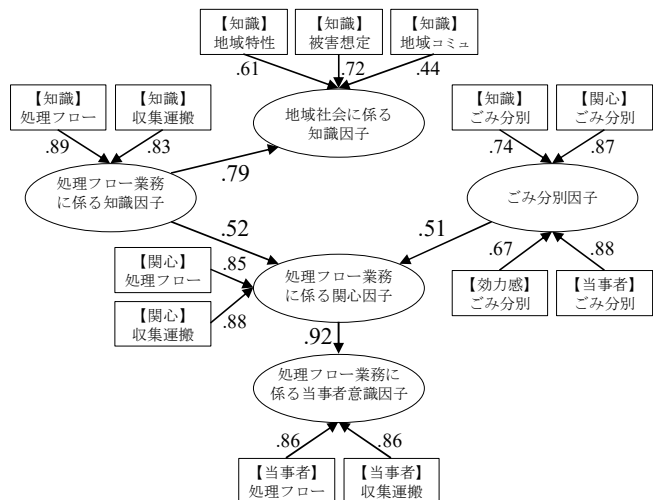 【知識】
地域特性
【知識】
被害想定
【知識】
地域コミュ
.61
.72
.44
【知識】
処理フロー
【知識】
収集運搬
地域社会に係る
知識因子
【知識】
ごみ分別
【関心】
ごみ分別
.89
.83
.74
.87
.79
処理フロー業務
に係る知識因子
ごみ分別因子
.52
.51
【関心】
処理フロー
.85
処理フロー業務
に係る関心因子
.67
.88
【効力感】
ごみ分別
【当事者】
ごみ分別
【関心】
収集運搬
.88
.92
処理フロー業務に
係る当事者意識因子
.86
.86
【当事者】
処理フロー
【当事者】
収集運搬